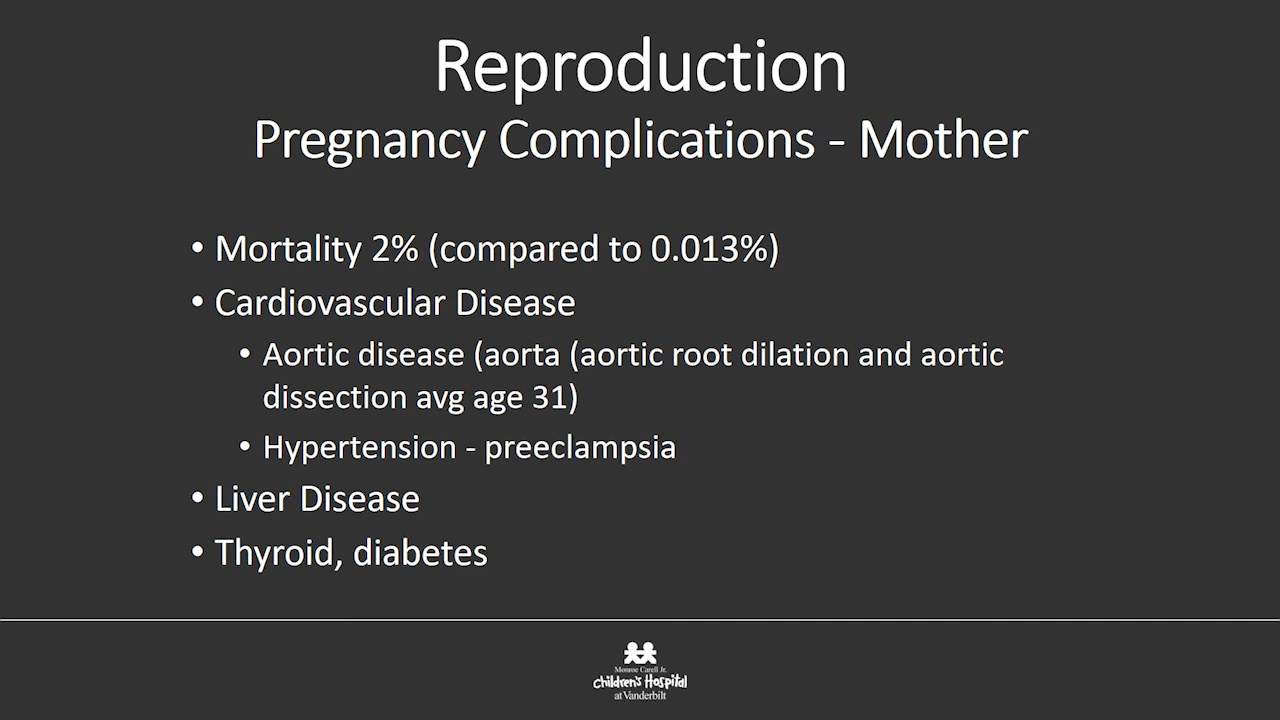 Reproduction
Pregnancy Complications - Mother
• Mortality 2% (compared to 0.013%)
• Cardiovascular Disease
• Aortic disease (aorta (aortic root dilation and aortic
dissection avg age 31)
• Hypertension - preeclampsia
• Liver Disease
• Thyroid, diabetes
Monroe Carell Jr.
Children's Hospital
at Vanderbilt